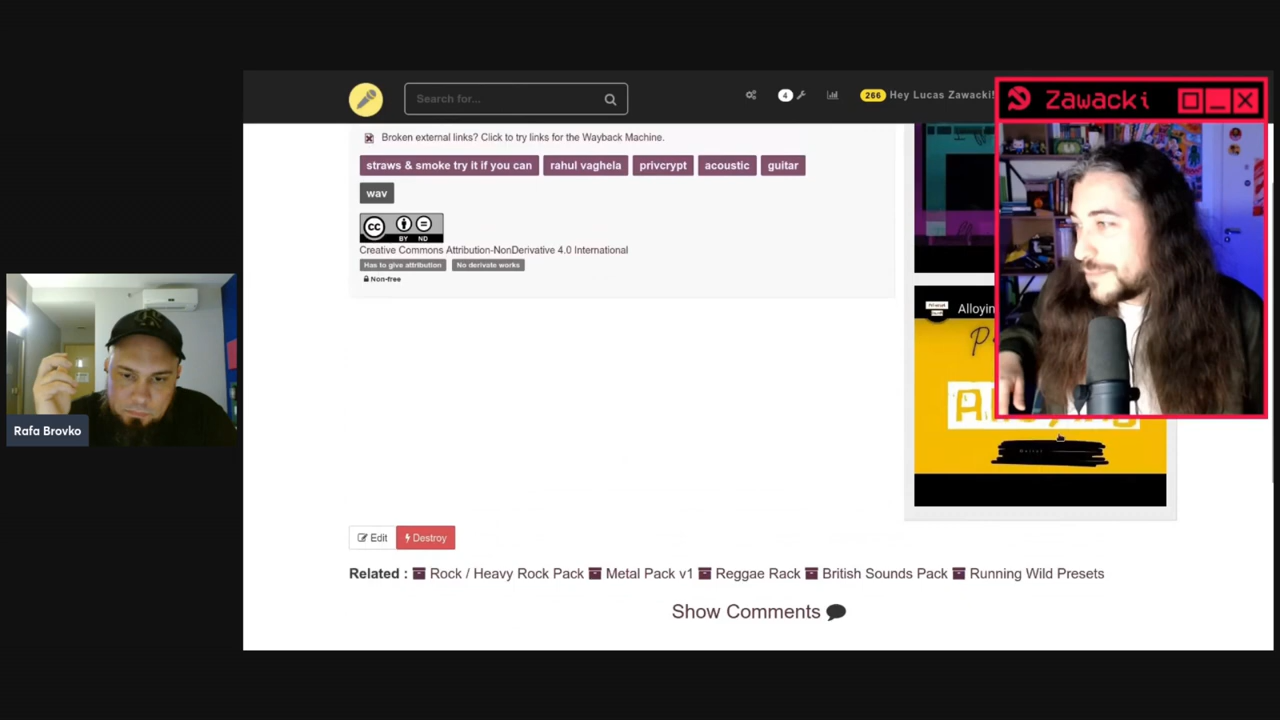 Search for...
4
266
Hey Lucas Zawacki!
Zawacki
Broken external links? Click to try links for the Wayback Machine.
straws & smoke try it if you can
rahul vaghela
privcrypt
acoustic
guitar
wav
cc
BY ND
Creative Commons Attribution-NonDerivative 4.0 International
Has to give attribution
No derivate works
Non-free
Alloyin
Rafa Brovko
Edit
Destroy
Related : Rock / Heavy Rock Pack Metal Pack v1 Reggae Rack British Sounds Pack Running Wild Presets
Show Comments